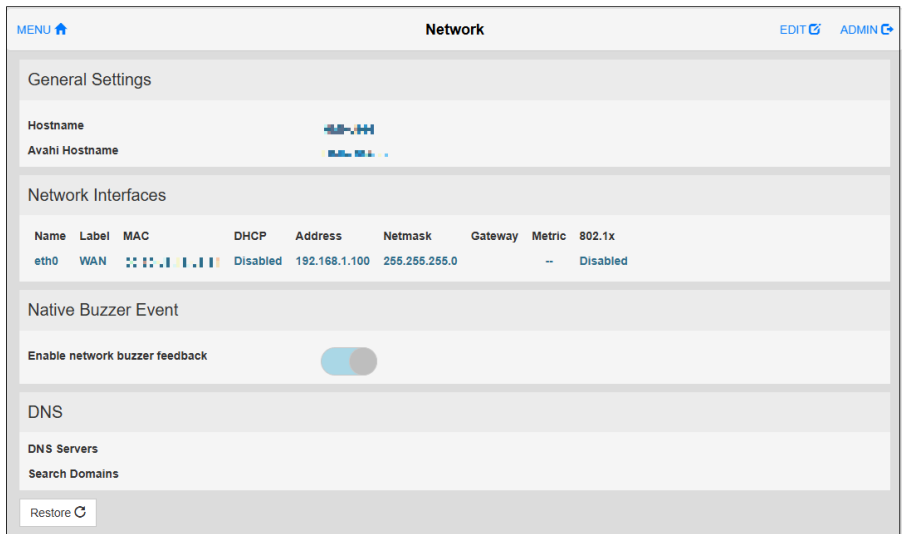 MENU Network EDIT ADMIN
General Settings
Hostname
Avahi Hostname
Network Interfaces
Name Label MAC DHCP Address Netmask Gateway Metric 802.1x
eth0 WAN Disabled 192.168.1.100 255.255.255.0 -- Disabled
Native Buzzer Event
Enable network buzzer feedback
DNS
DNS Servers
Search Domains
Restore